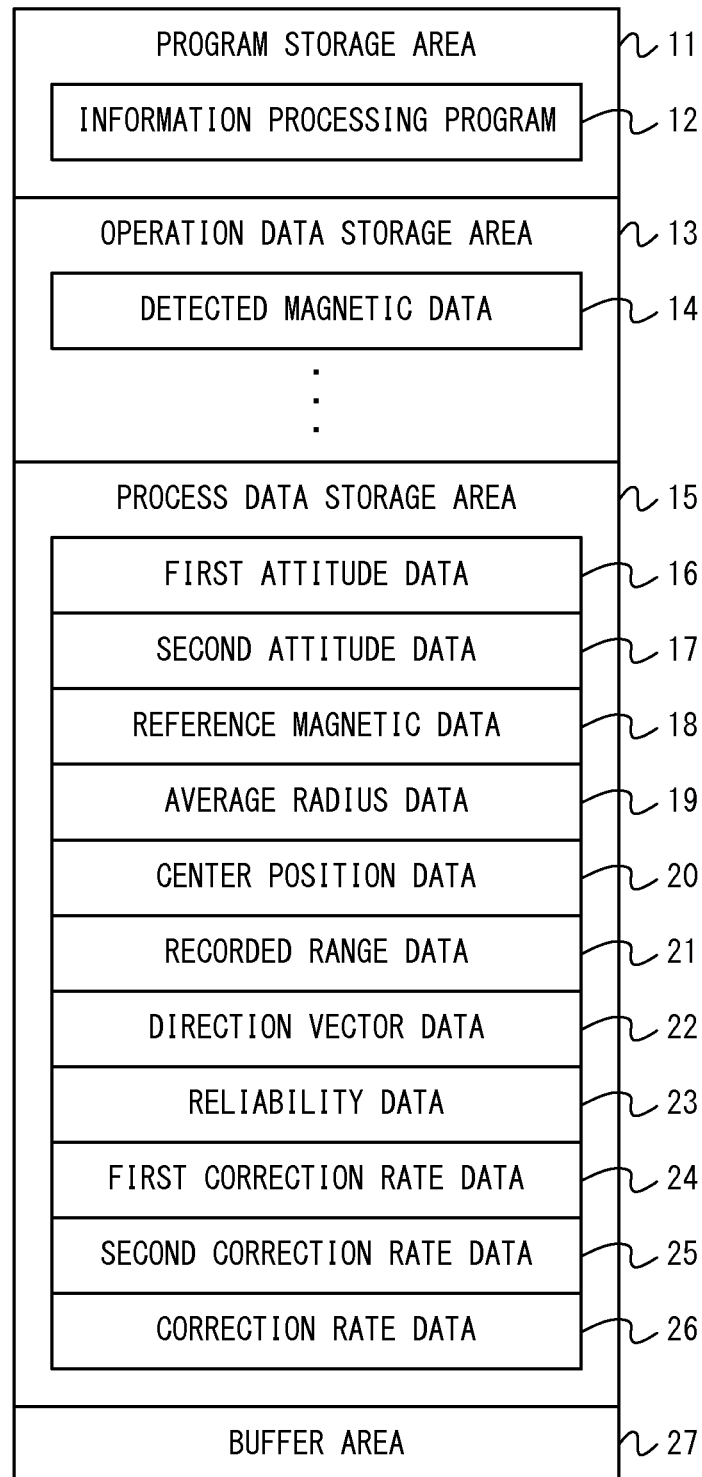 PROGRAM STORAGE AREA 11
INFORMATION PROCESSING PROGRAM 12
OPERATION DATA STORAGE AREA 13
DETECTED MAGNETIC DATA 14
PROCESS DATA STORAGE AREA 15
FIRST ATTITUDE DATA 16
SECOND ATTITUDE DATA 17
REFERENCE MAGNETIC DATA 18
AVERAGE RADIUS DATA 19
CENTER POSITION DATA 20
RECORDED RANGE DATA 21
DIRECTION VECTOR DATA 22
RELIABILITY DATA 23
FIRST CORRECTION RATE DATA 24
SECOND CORRECTION RATE DATA 25
CORRECTION RATE DATA 26
BUFFER AREA 27